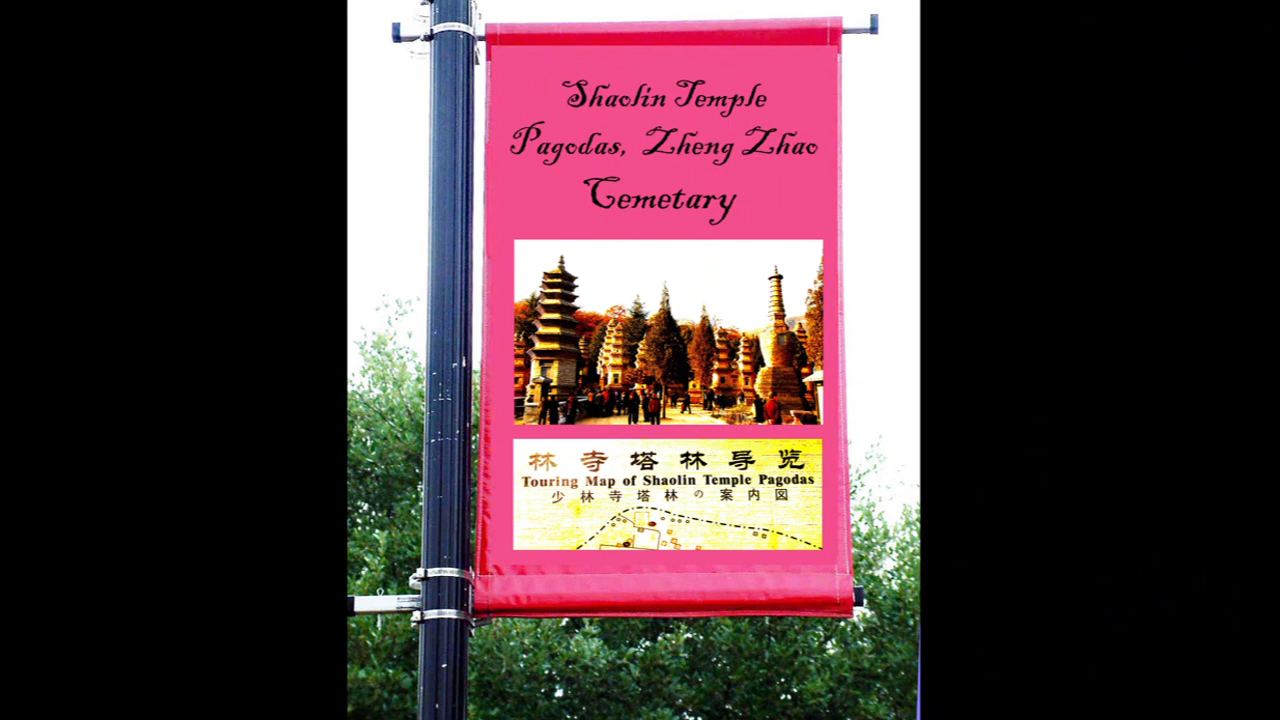 Shaolin Temple
Pagodas, Zheng Zhao
Cemetary
林寺塔林导览
Touring Map of Shaolin Temple Pagodas
少林寺塔林の案内図